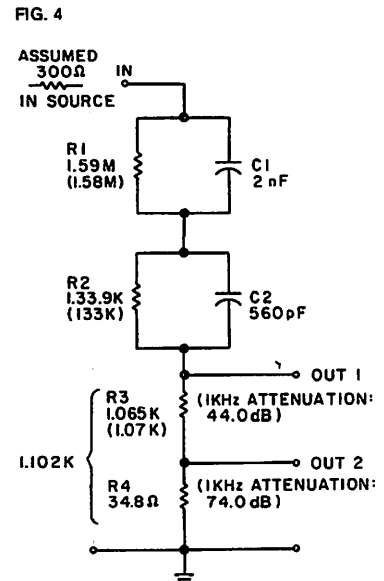 FIG. 4
ASSUMED
300Ω
IN SOURCE
IN
R1
1.59M
(1.58M)
C1
2 nF
R2
1.33.9K
(133K)
C2
560pF
OUT 1
R3
1.065K
(1.07K)
(1KHz ATTENUATION:
44.0dB)
1.102K
OUT 2
R4
34.8Ω
(1KHz ATTENUATION:
74.0dB)